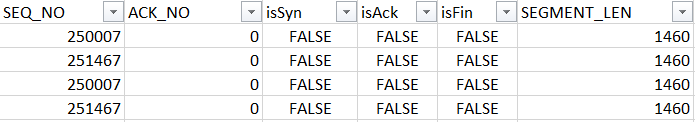 SEQ_NO ACK_NO isSyn isAck isFin SEGMENT_LEN
250007 0 FALSE FALSE FALSE 1460
251467 0 FALSE FALSE FALSE 1460
250007 0 FALSE FALSE FALSE 1460
251467 0 FALSE FALSE FALSE 1460